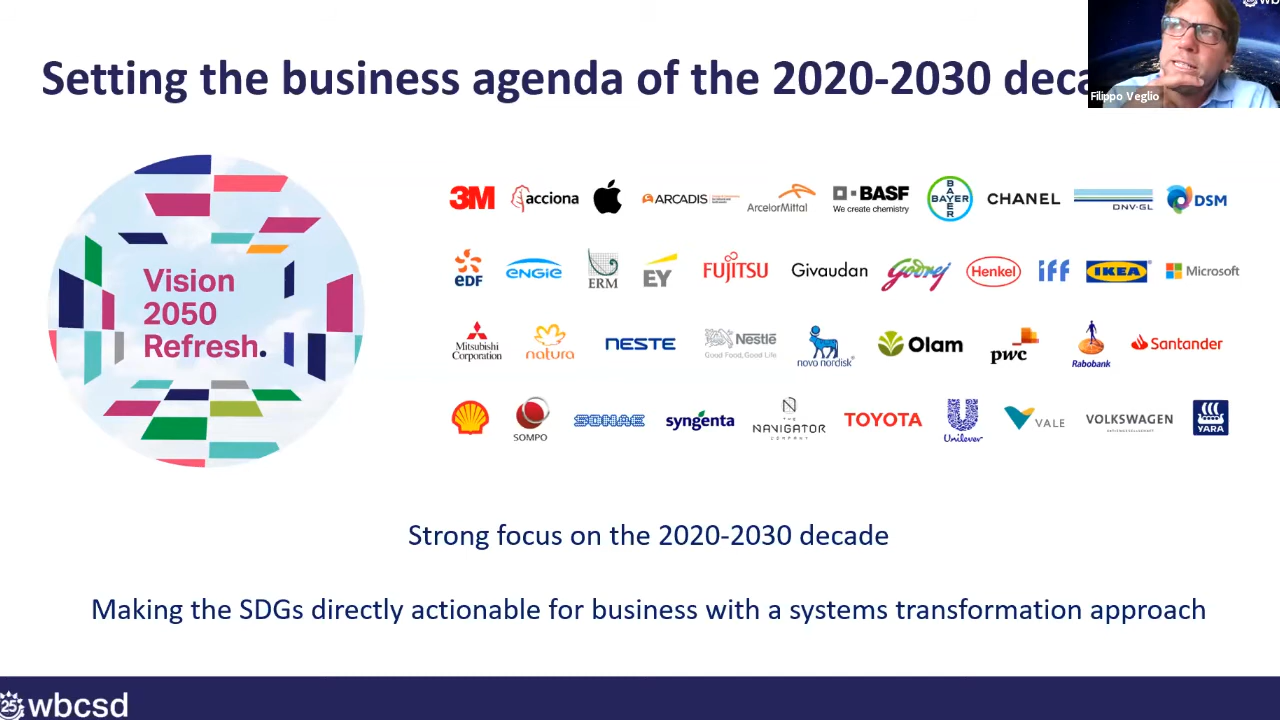 Setting the business agenda of the 2020-2030 deca
wbcsd
Filippo Veglio
Vision
2050
Refresh.
3M
acciona
ARCADIS
ArcelorMittal
BASF
We create chemistry
BAYER
BAYER
CHANEL
DNV·GL
DSM
eDF
ENGIE
ERM
EY
FUJITSU
Givaudan
Godrej
Henkel
iff
IKEA
Microsoft
Mitsubishi
Corporation
natura
NESTE
Nestlé
Good Food, Good Life
novo nordisk
Olam
pwc
Rabobank
Santander
SOMPO
SONAE
syngenta
N
THE
NAVIGATOR
COMPANY
TOYOTA
Unilever
VALE
VOLKSWAGEN
YARA
Strong focus on the 2020-2030 decade
Making the SDGs directly actionable for business with a systems transformation approach
25 wbcsd